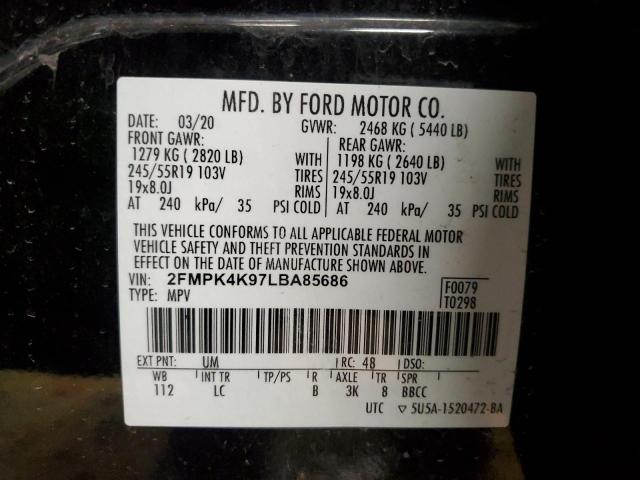 MFD. BY FORD MOTOR CO.
DATE: 03/20 GVWR: 2468 KG ( 5440 LB)
FRONT GAWR: REAR GAWR:
1279 KG ( 2820 LB) WITH 1198 KG ( 2640 LB) WITH
245/55R19 103V TIRES 245/55R19 103V TIRES
19x8.0J RIMS 19x8.0J RIMS
AT 240 kPa/ 35 PSI COLD AT 240 kPa/ 35 PSI COLD
THIS VEHICLE CONFORMS TO ALL APPLICABLE FEDERAL MOTOR
VEHICLE SAFETY AND THEFT PREVENTION STANDARDS IN
EFFECT ON THE DATE OF MANUFACTURE SHOWN ABOVE.
VIN: 2FMPK4K97LBA85686 F0079
TYPE: MPV T0298
EXT PNT: UM RC: 48 DSO:
WB INT TR TP/PS R AXLE TR SPR
112 LC B 3K 8 BBCC
UTC ▽ 5U5A-1520472-BA